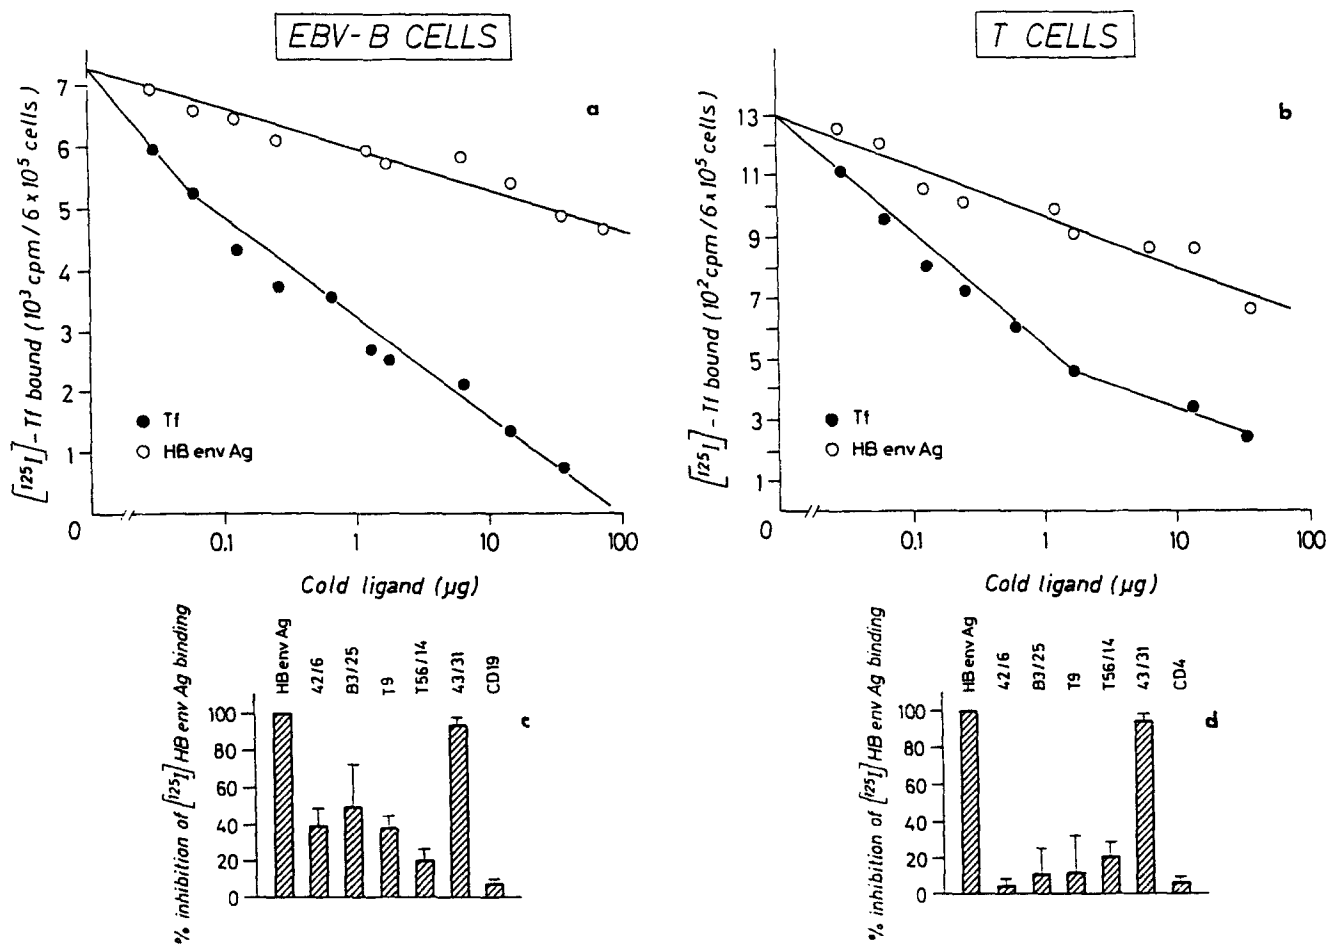 EBV-B CELLS
a
[125I]-Tf bound (10³ cpm/6x10⁵ cells)
7
6
5
4
3
2
1
0
Tf
HB env Ag
0.1
1
10
100
Cold ligand (µg)
T CELLS
b
[125I]-Tf bound (10² cpm/6x10⁵ cells)
13
11
9
7
5
3
1
0
Tf
HB env Ag
0.1
1
10
100
Cold ligand (µg)
% inhibition of [125I] HB env Ag binding
HB env Ag
42/6
B3/25
T9
T56/14
43/31
CD19
c
100
80
60
40
20
0
% inibition of [125I] HB env Ag binding
HB env Ag
42/6
B3/25
T9
T56/14
43/31
CD4
d
100
80
60
40
20
0